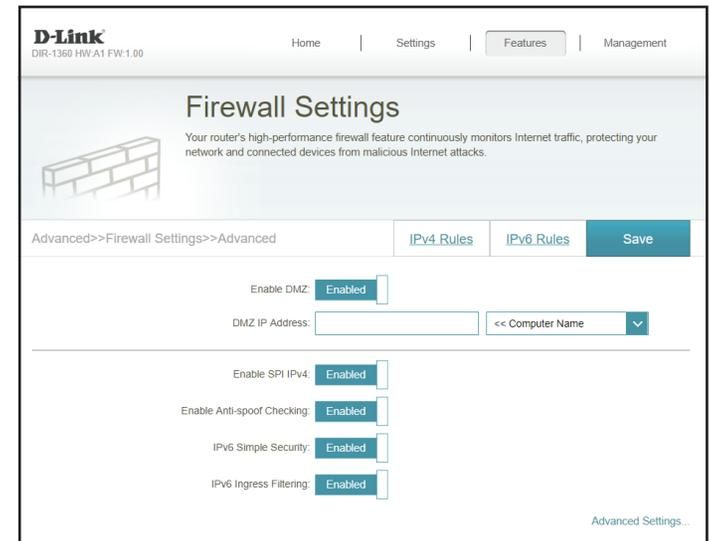 D-Link
DIR-1360 HW:A1 FW:1.00
Home
Settings
Features
Management
Firewall Settings
Your router's high-performance firewall feature continuously monitors Internet traffic, protecting your
network and connected devices from malicious Internet attacks.
Advanced>>Firewall Settings>>Advanced
IPv4 Rules
IPv6 Rules
Save
Enable DMZ: Enabled
DMZ IP Address: << Computer Name
Enable SPI IPv4: Enabled
Enable Anti-spoof Checking: Enabled
IPv6 Simple Security: Enabled
IPv6 Ingress Filtering: Enabled
Advanced Settings...